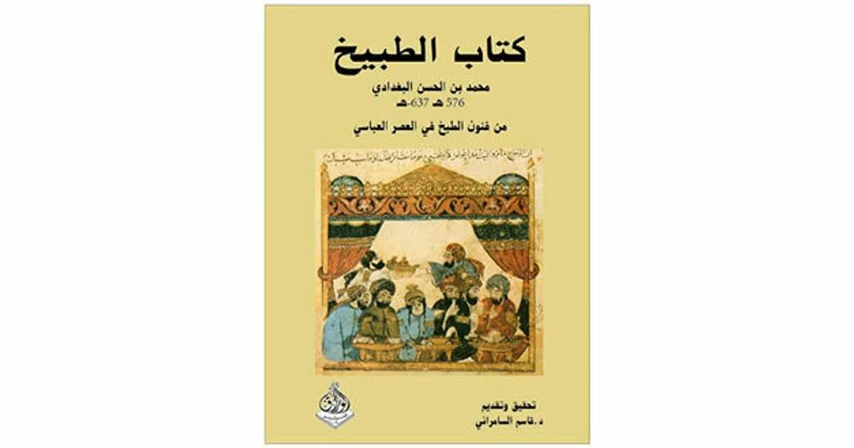 كتاب الطبيخ
محمد بن الحسن البغدادي
576 هـ 637-هـ
من فنون الطبخ في العصر العباسي
تحقيق وتقديم
د.قاسم السامرائي